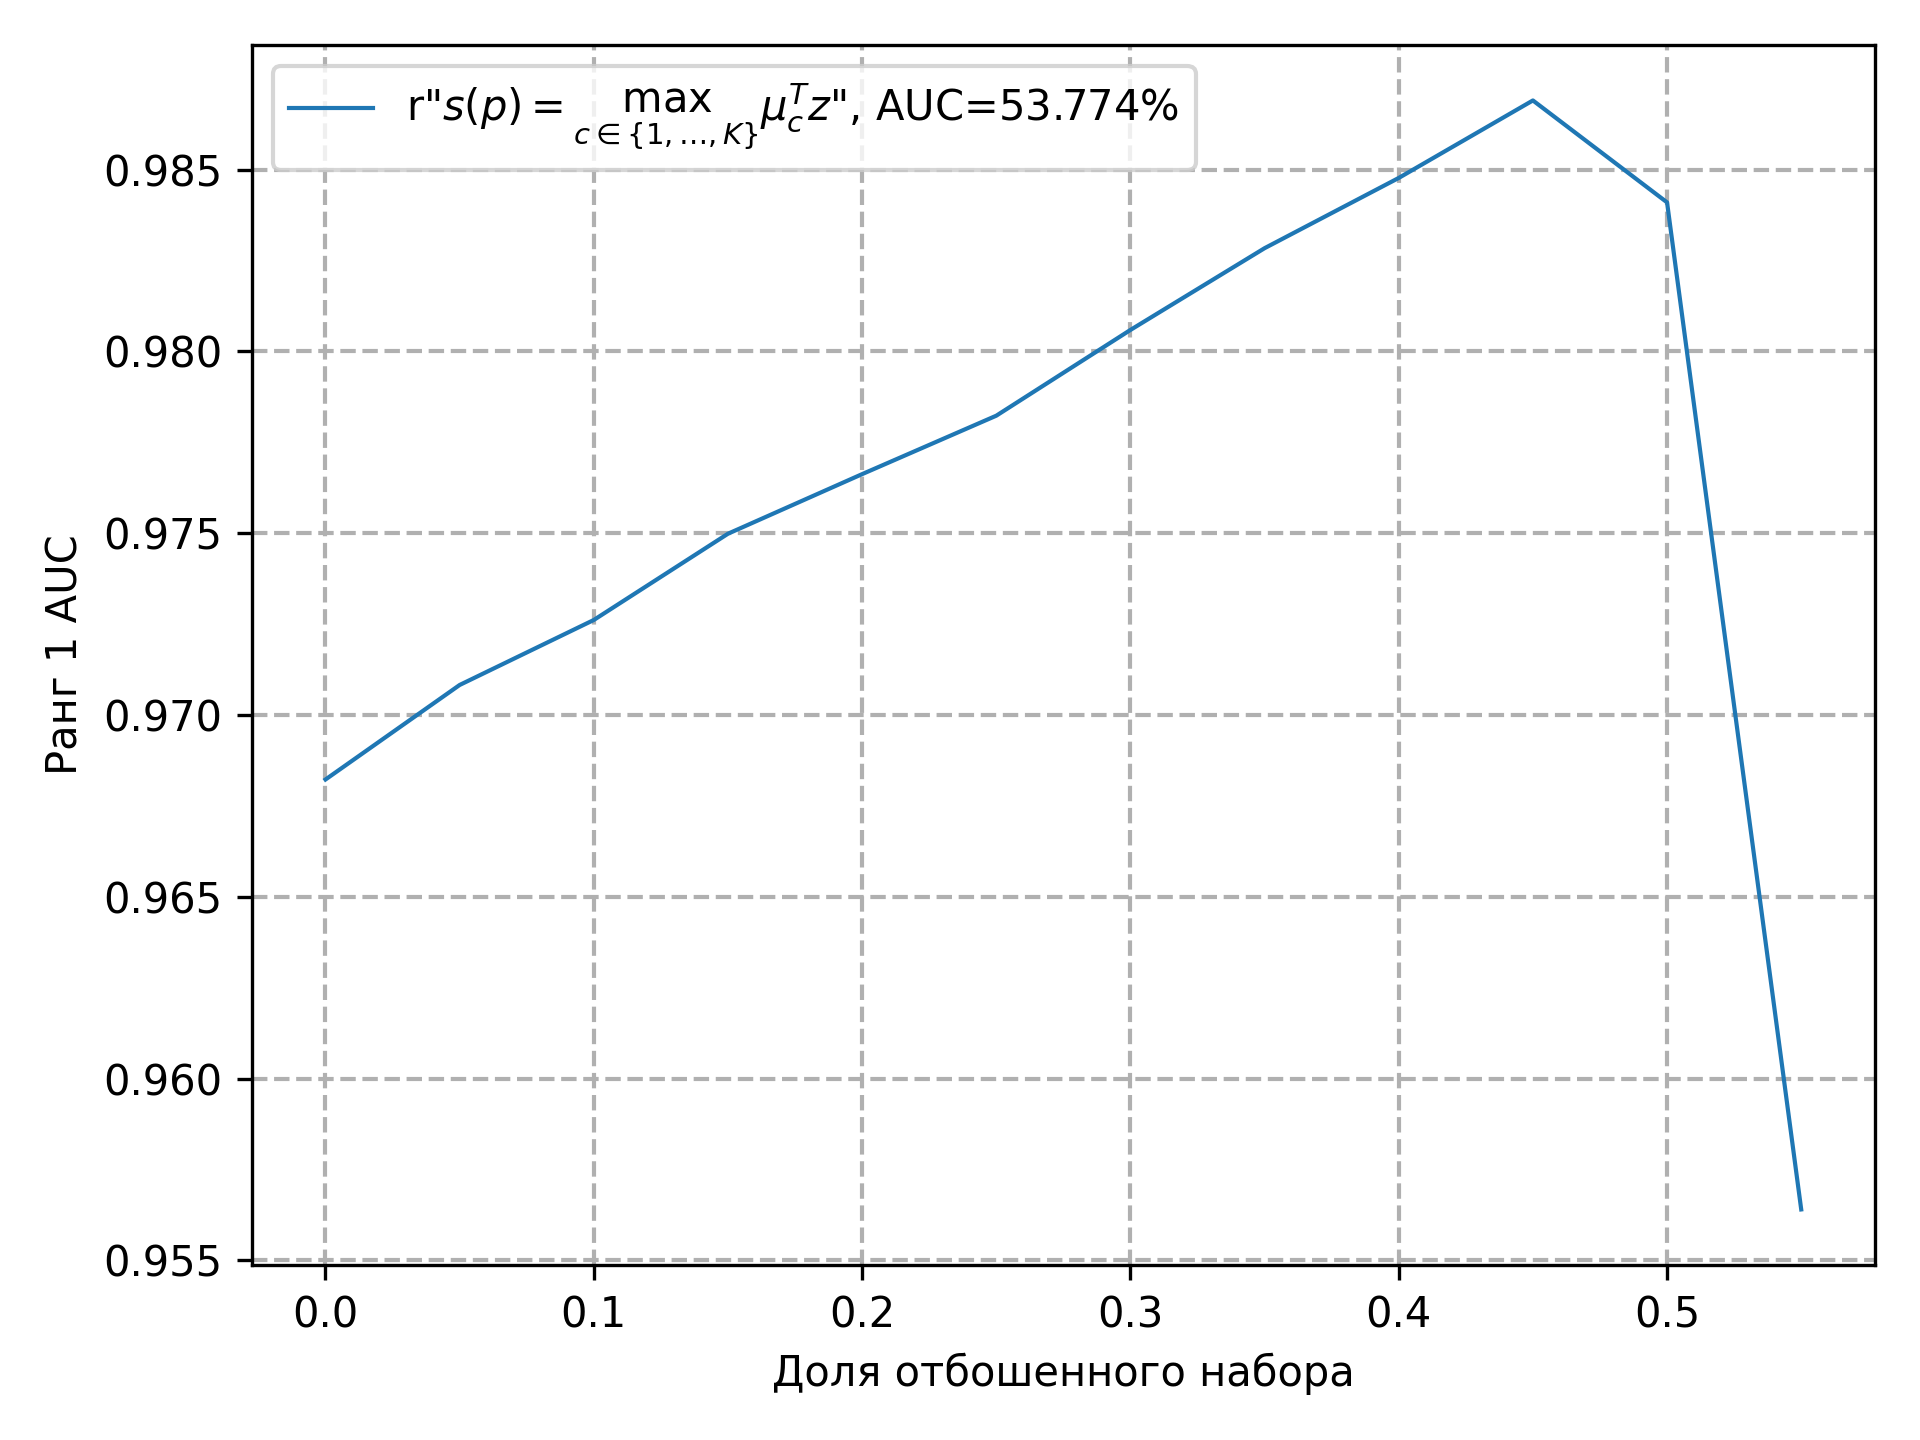 r"s(p) = max μ_c^T z", AUC=53.774%
c ∈ {1, ..., K}
0.985
0.980
0.975
0.970
0.965
0.960
0.955
Ранг 1 AUC
0.0 0.1 0.2 0.3 0.4 0.5
Доля отбошенного набора